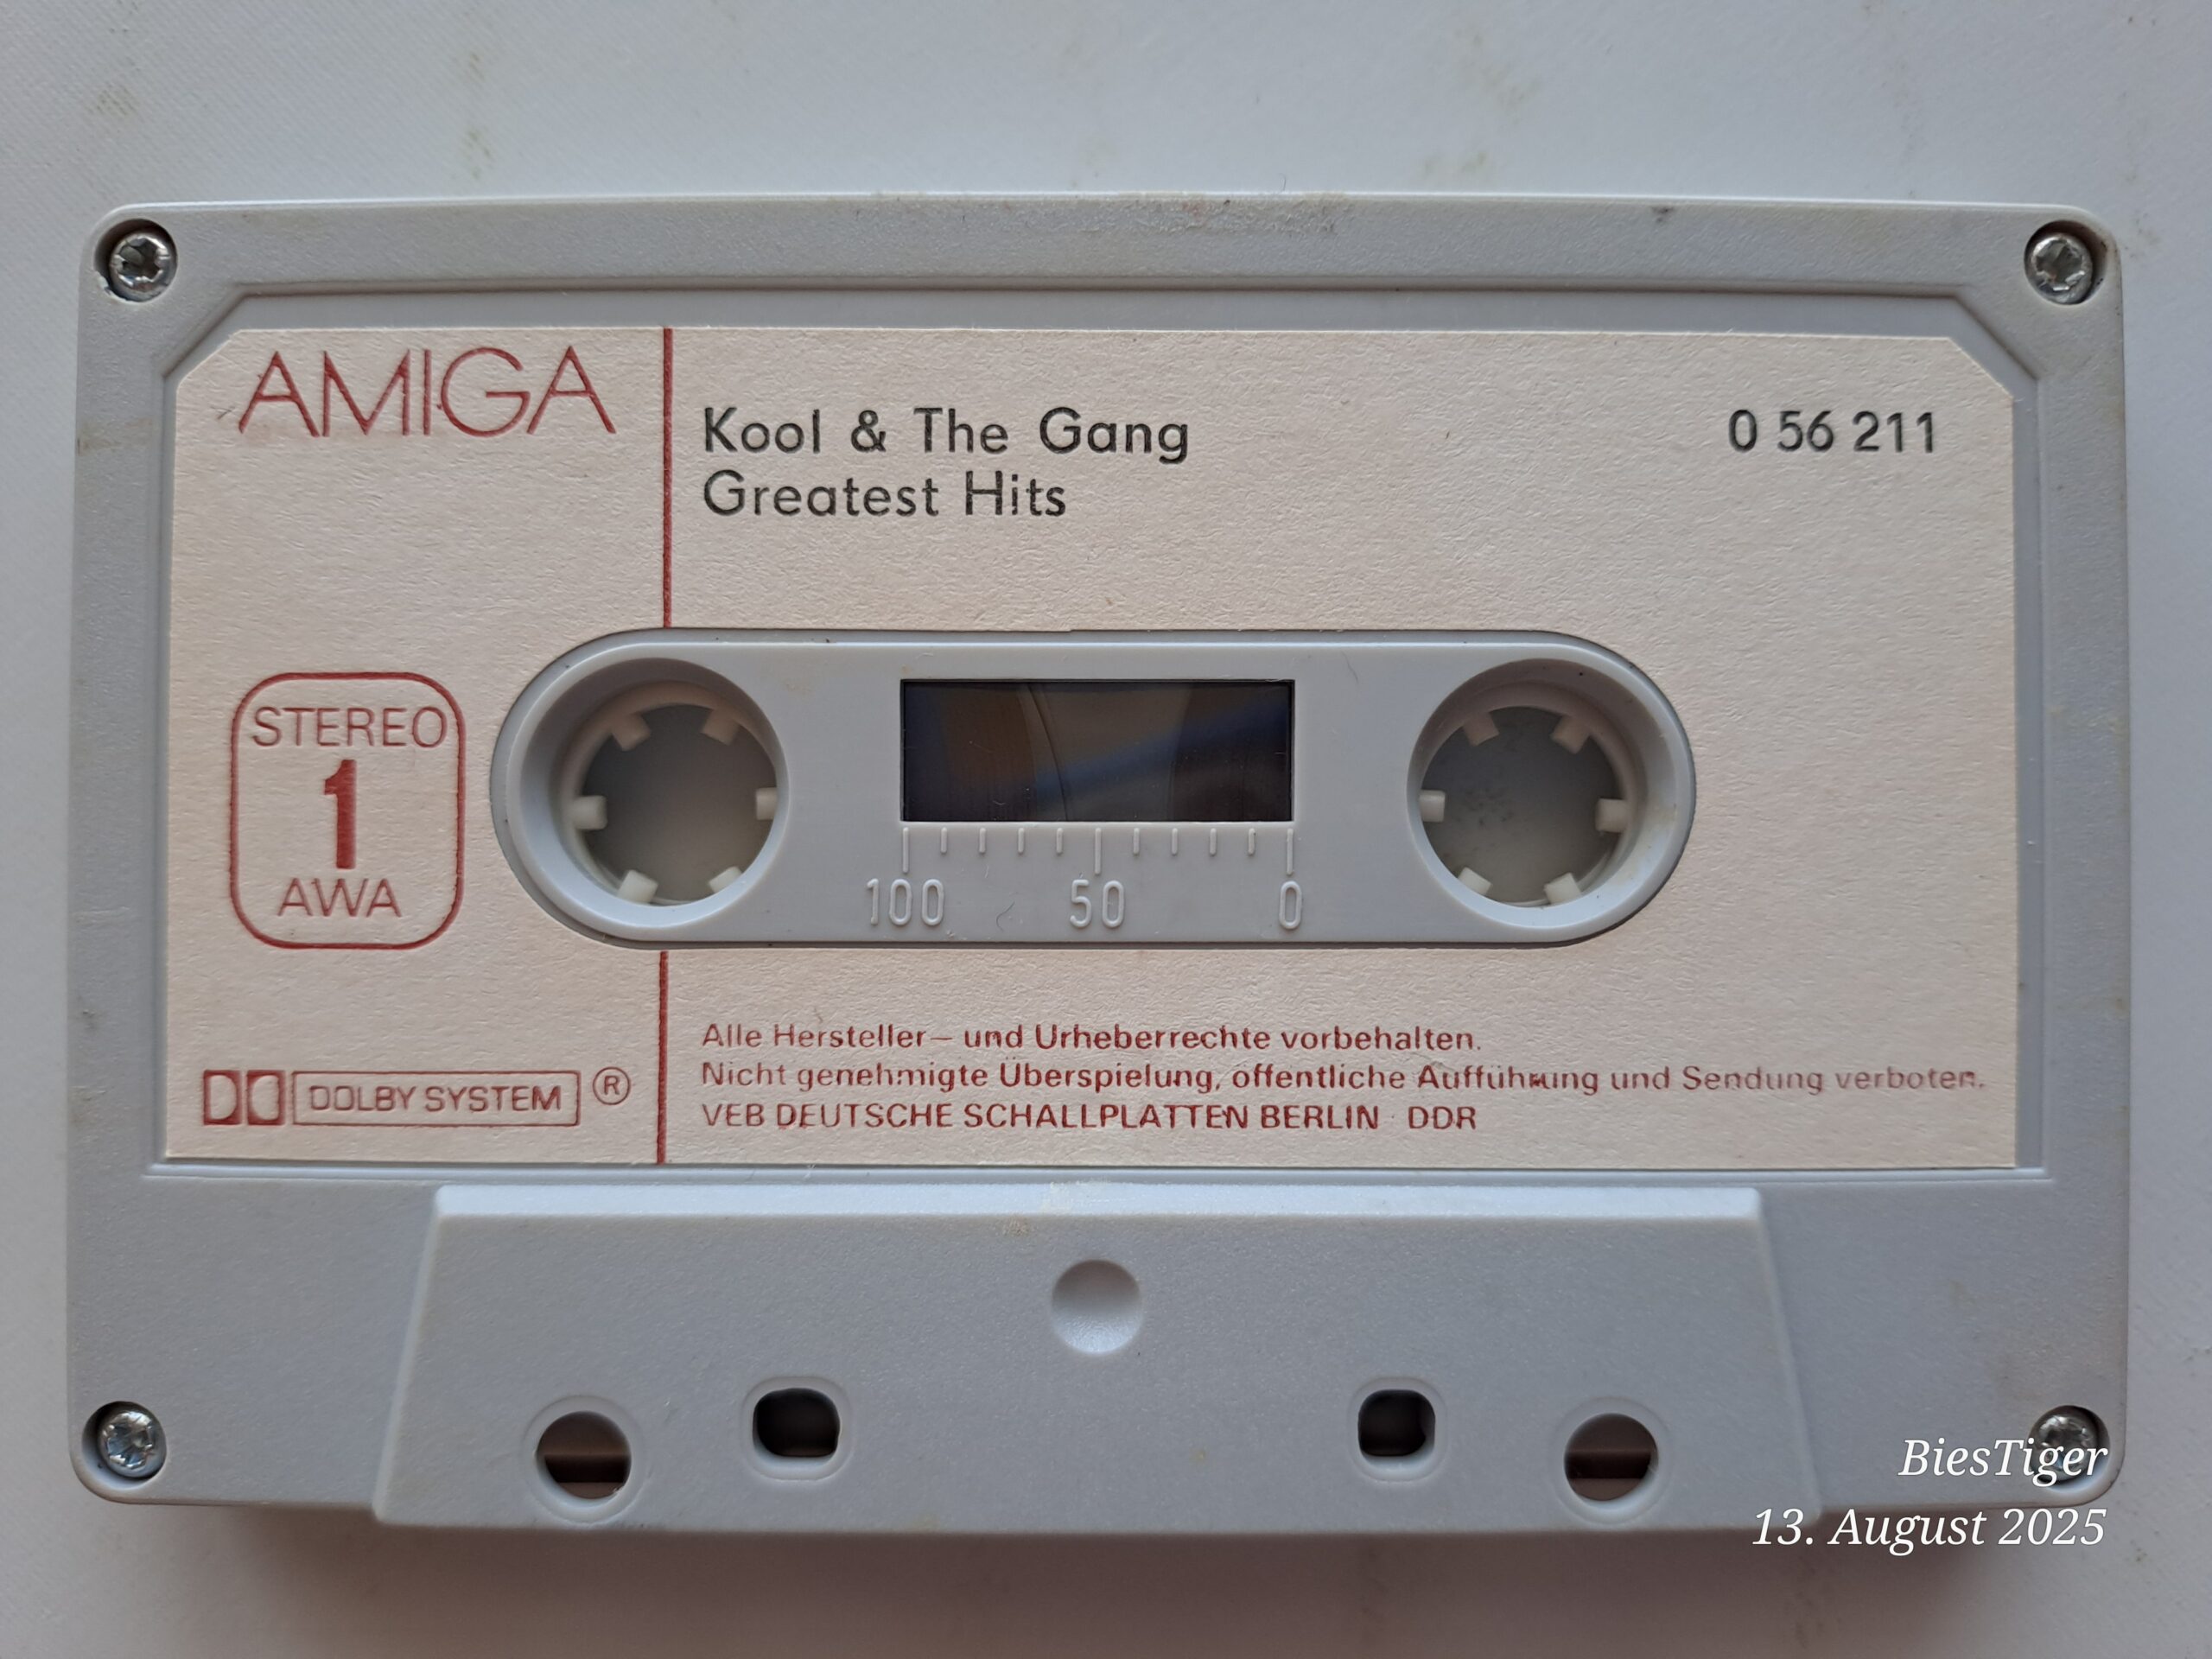 AMIGA
Kool & The Gang
Greatest Hits
0 56 211
STEREO
1
AWA
100 50 0
DOLBY SYSTEM ®
Alle Hersteller– und Urheberrechte vorbehalten.
Nicht genehmigte Überspielung, öffentliche Aufführung und Sendung verboten.
VEB DEUTSCHE SCHALLPLATTEN BERLIN · DDR
BiesTiger
13. August 2025